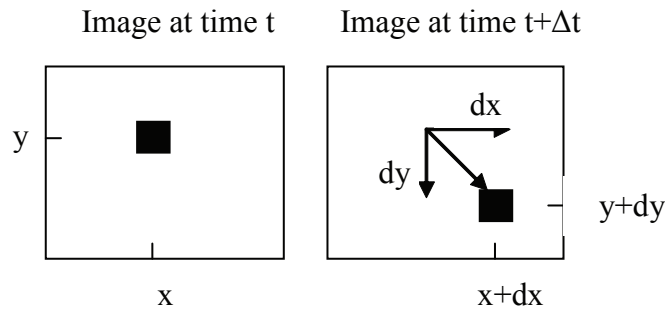 Image at time t
Image at time t+Δt
y
dx
dy
y+dy
x
x+dx